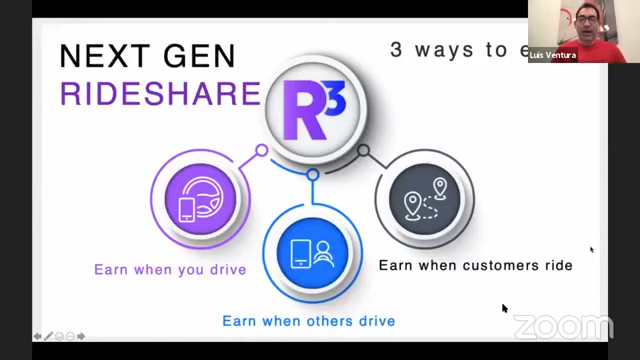 NEXT GEN
RIDESHARE
R3
3 ways to e
Luis Ventura
Earn when you drive
Earn when customers ride
Earn when others drive
zoom